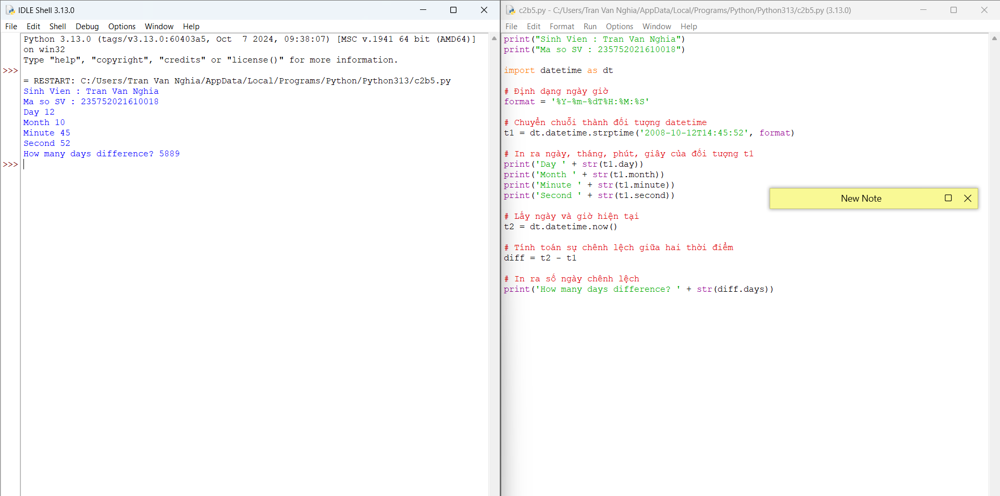 IDLE Shell 3.13.0
File Edit Shell Debug Options Window Help
Python 3.13.0 (tags/v3.13.0:60403a5, Oct  7 2024, 09:38:07) [MSC v.1941 64 bit (AMD64)]
on win32
Type "help", "copyright", "credits" or "license()" for more information.
>>>
= RESTART: C:/Users/Tran Van Nghia/AppData/Local/Programs/Python/Python313/c2b5.py
Sinh Vien : Tran Van Nghia
Ma so SV : 235752021610018
Day 12
Month 10
Minute 45
Second 52
How many days difference? 5889
>>>
c2b5.py - C:/Users/Tran Van Nghia/AppData/Local/Programs/Python/Python313/c2b5.py (3.13.0)
File Edit Format Run Options Window Help
print("Sinh Vien : Tran Van Nghia")
print("Ma so SV : 235752021610018")
import datetime as dt
# Định dạng ngày giờ
format = '%Y-%m-%dT%H:%M:%S'
# Chuyển chuỗi thành đối tượng datetime
t1 = dt.datetime.strptime('2008-10-12T14:45:52', format)
# In ra ngày, tháng, phút, giây của đối tượng t1
print('Day ' + str(t1.day))
print('Month ' + str(t1.month))
print('Minute ' + str(t1.minute))
print('Second ' + str(t1.second))
New Note
# Lấy ngày và giờ hiện tại
t2 = dt.datetime.now()
# Tính toán sự chênh lệch giữa hai thời điểm
diff = t2 - t1
# In ra số ngày chênh lệch
print('How many days difference? ' + str(diff.days))